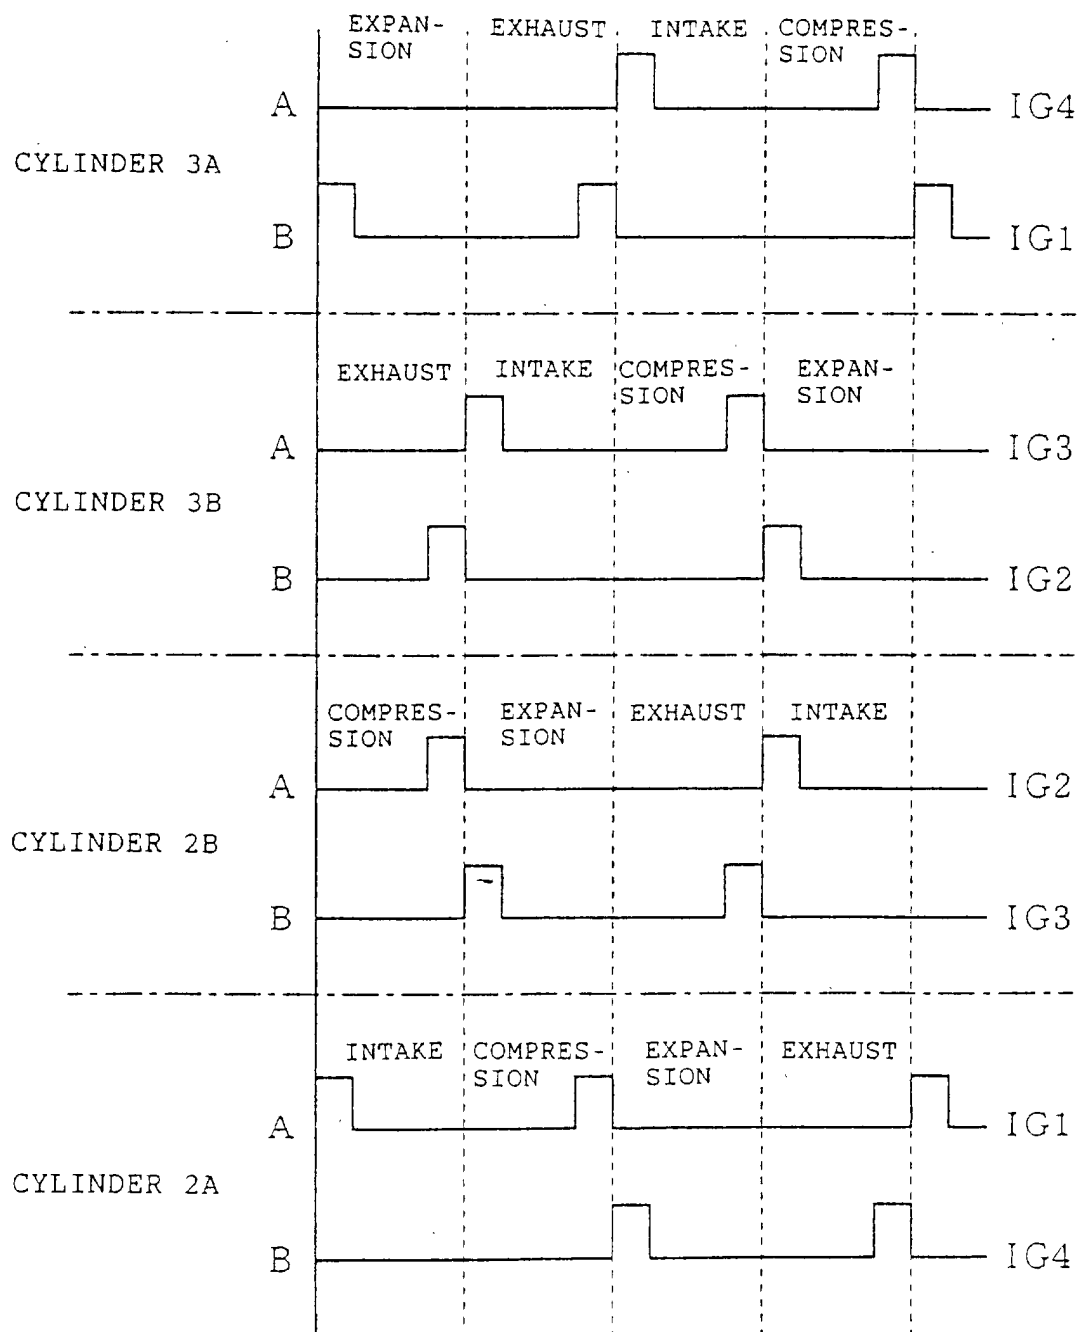 EXPAN-
SION
EXHAUST
INTAKE
COMPRES-
SION
A
IG4
CYLINDER 3A
B
IG1
EXHAUST
INTAKE
COMPRES-
SION
EXPAN-
SION
A
IG3
CYLINDER 3B
B
IG2
COMPRES-
SION
EXPAN-
SION
EXHAUST
INTAKE
A
IG2
CYLINDER 2B
B
IG3
INTAKE
COMPRES-
SION
EXPAN-
SION
EXHAUST
A
IG1
CYLINDER 2A
B
IG4